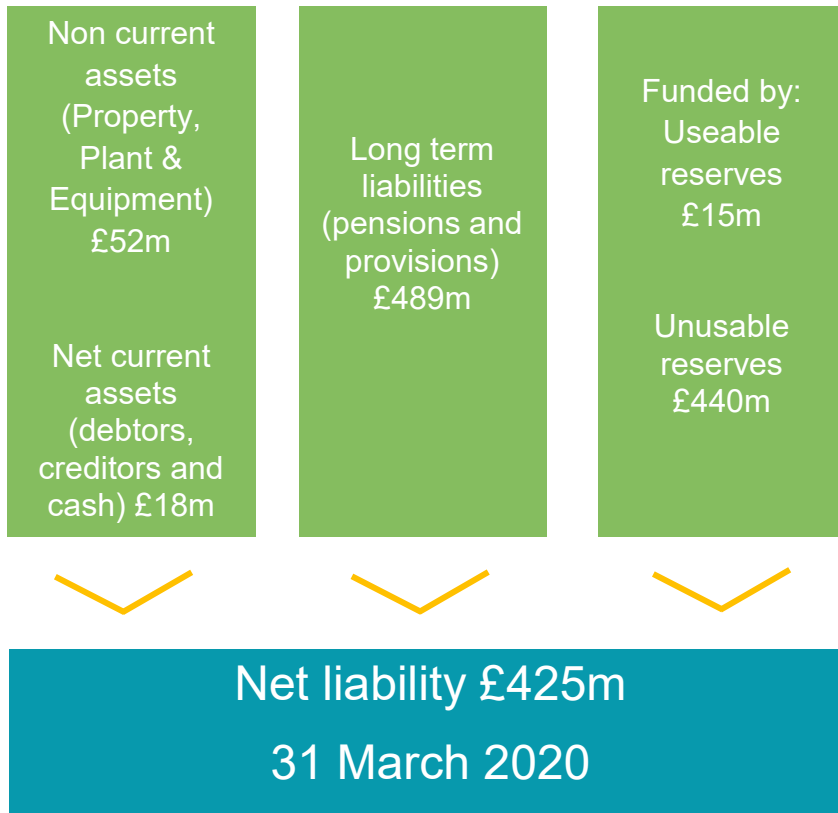 Non current
assets
(Property,
Plant &
Equipment)
£52m
Net current
assets
(debtors,
creditors and
cash) £18m
Long term
liabilities
(pensions and
provisions)
£489m
Funded by:
Useable
reserves
£15m
Unusable
reserves
£440m
Net liability £425m
31 March 2020